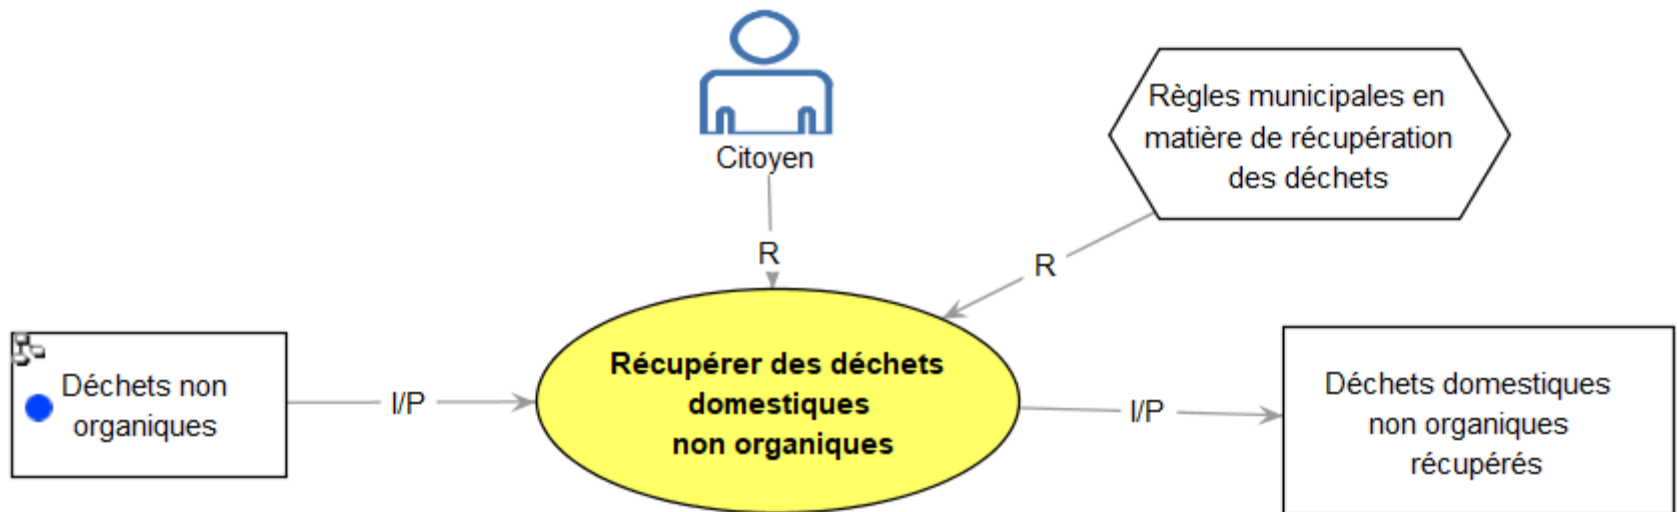 Citoyen
Règles municipales en
matière de récupération
des déchets
R
R
Déchets non
organiques
I/P
Récupérer des déchets
domestiques
non organiques
I/P
Déchets domestiques
non organiques
récupérés